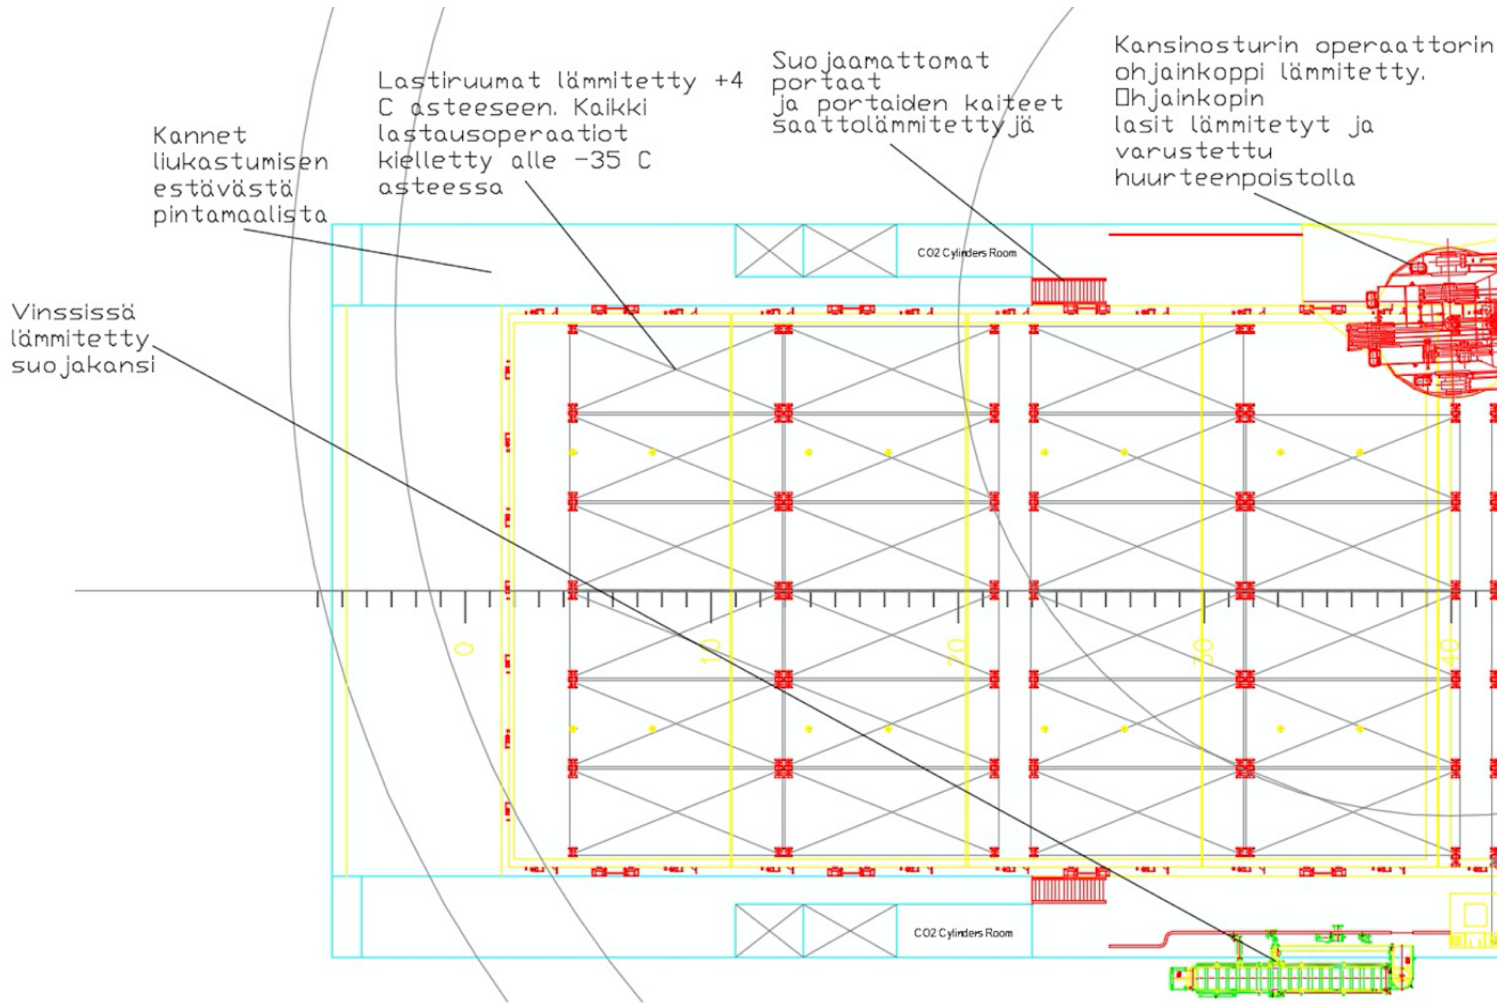 Kansinosturin operaattorin
ohjainkoppi lämmitetty.
Ohjainkopin
lasit lämmitetyt ja
varustettu
huurteenpoistolla
Suojaamattomat
portaat
ja portaiden kaiteet
saattolämmitettyjä
Lastiruumat lämmitetty +4
C asteeseen. Kaikki
lastausoperaatiot
kielletty alle -35 C
asteessa
Kannet
liukastumisen
estävästä
pintamaalista
CO2 Cylinders Room
Vinssissä
lämmitetty
suojakansi
0
10
20
30
40
CO2 Cylinders Room